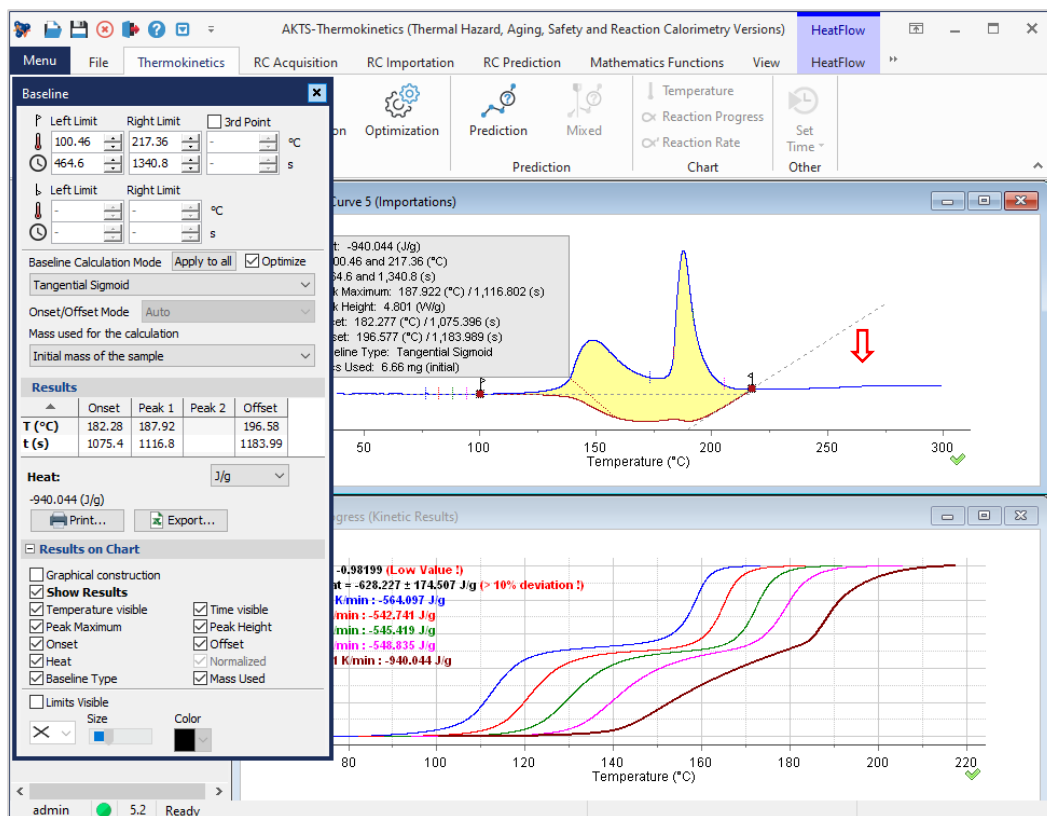 AKTS-Thermokinetics (Thermal Hazard, Aging, Safety and Reaction Calorimetry Versions)
HeatFlow
Menu
File
Thermokinetics
RC Acquisition
RC Importation
RC Prediction
Mathematics Functions
View
HeatFlow
Baseline
Left Limit Right Limit 3rd Point
100.46 217.36 - °C
464.6 1340.8 - s
Left Limit Right Limit
- - °C
- - s
Baseline Calculation Mode Apply to all Optimize
Tangential Sigmoid
Onset/Offset Mode Auto
Mass used for the calculation
Initial mass of the sample
Results
Onset Peak 1 Peak 2 Offset
T (°C) 182.28 187.92 196.58
t (s) 1075.4 1116.8 1183.99
Heat: J/g
-940.044 (J/g)
Print... Export...
Results on Chart
Graphical construction
Show Results
Temperature visible Time visible
Peak Maximum Peak Height
Onset Offset
Heat Normalized
Baseline Type Mass Used
Limits Visible
Size Color
on
Optimization
Prediction
Mixed
Prediction
Temperature
Reaction Progress
Reaction Rate
Chart
Set
Time
Other
Curve 5 (Importations)
: -940.044 (J/g)
00.46 and 217.36 (°C)
4.6 and 1,340.8 (s)
k Maximum: 187.922 (°C) / 1,116.802 (s)
k Height: 4.801 (W/g)
set: 182.277 (°C) / 1,075.396 (s)
set: 196.577 (°C) / 1,183.989 (s)
eline Type: Tangential Sigmoid
s Used: 6.66 mg (initial)
50 100 150 200 250 300
Temperature (°C)
gress (Kinetic Results)
-0.98199 (Low Value !)
nt = -628.227 ± 174.507 J/g (> 10% deviation !)
K/min : -564.097 J/g
/min : -542.741 J/g
/min : -545.419 J/g
/min : -548.835 J/g
1 K/min : -940.044 J/g
80 100 120 140 160 180 200 220
Temperature (°C)
admin 5.2 Ready